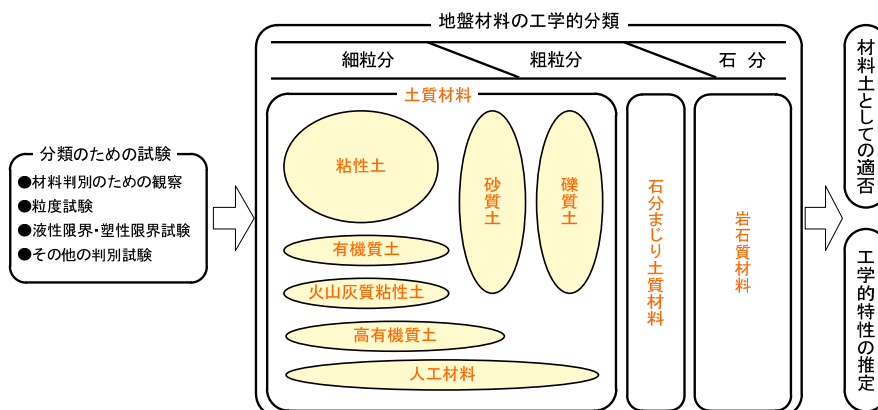 地盤材料の工学的分類
細粒分
粗粒分
石 分
土質材料
粘性土
砂質土
礫質土
有機質土
火山灰質粘性土
高有機質土
人工材料
石分まじり土質材料
岩石質材料
分類のための試験
●材料判別のための観察
●粒度試験
●液性限界・塑性限界試験
●その他の判別試験
材料土としての適否
工学的特性の推定